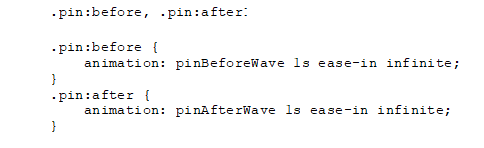 .pin:before, .pin:after:
.pin:before {
animation: pinBeforeWave 1s ease-in infinite;
}
.pin:after {
animation: pinAfterWave 1s ease-in infinite;
}